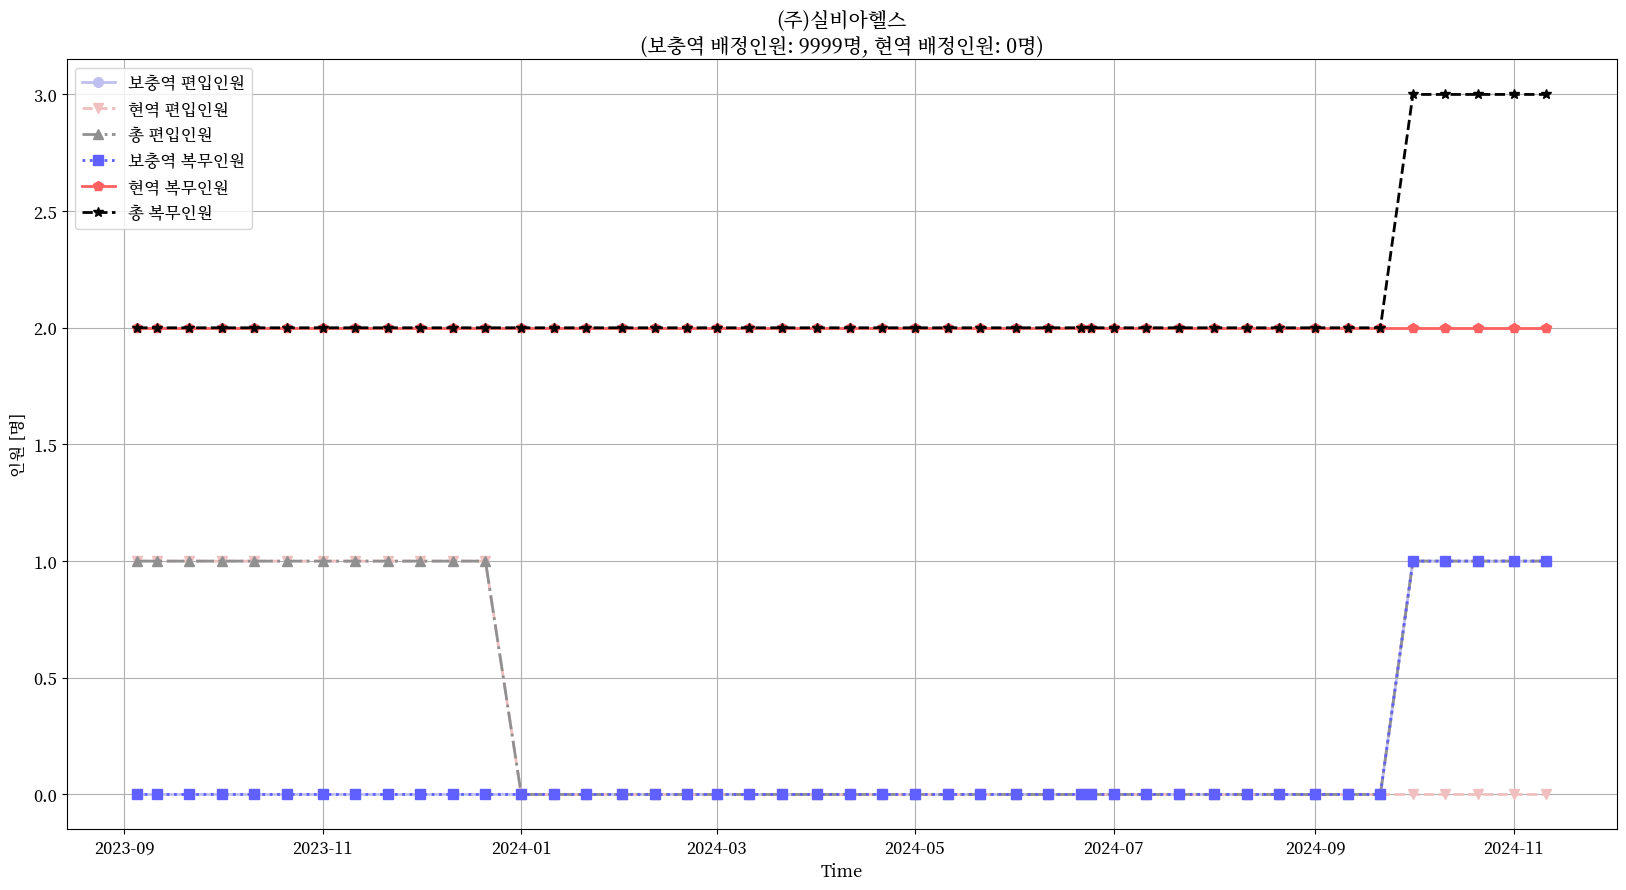 (주)실비아헬스
(보충역 배정인원: 9999명, 현역 배정인원: 0명)
보충역 편입인원
현역 편입인원
총 편입인원
보충역 복무인원
현역 복무인원
총 복무인원
3.0
2.5
2.0
1.5
1.0
0.5
0.0
인원 [명]
2023-09 2023-11 2024-01 2024-03 2024-05 2024-07 2024-09 2024-11
Time